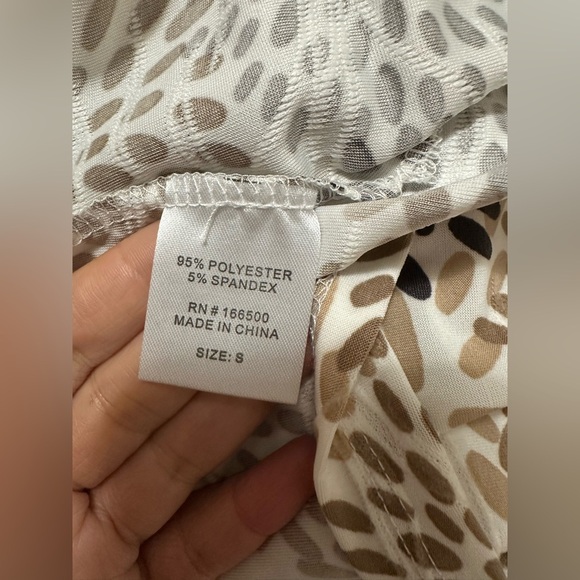 95% POLYESTER
5% SPANDEX
RN # 166500
MADE IN CHINA
SIZE: S